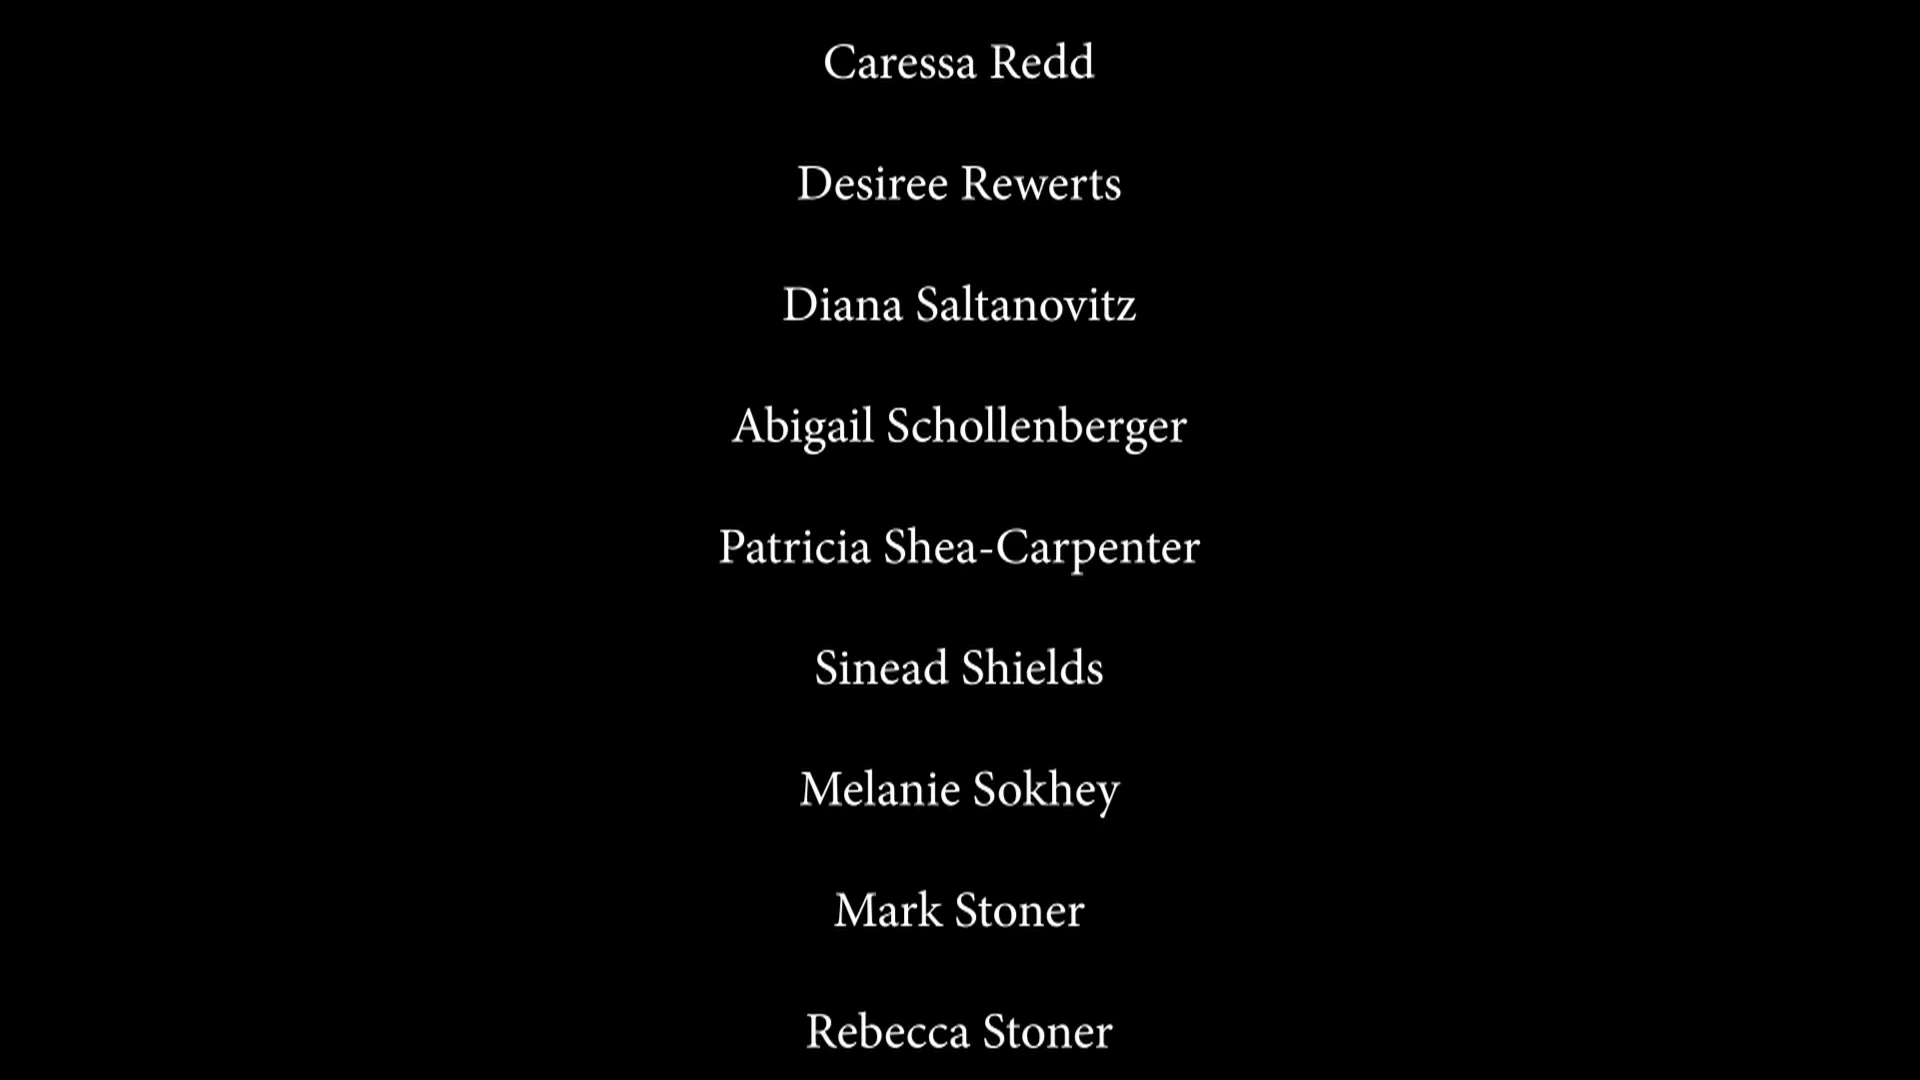 Caressa Redd
Desiree Rewerts
Diana Saltanovitz
Abigail Schollenberger
Patricia Shea-Carpenter
Sinead Shields
Melanie Sokhey
Mark Stoner
Rebecca Stoner